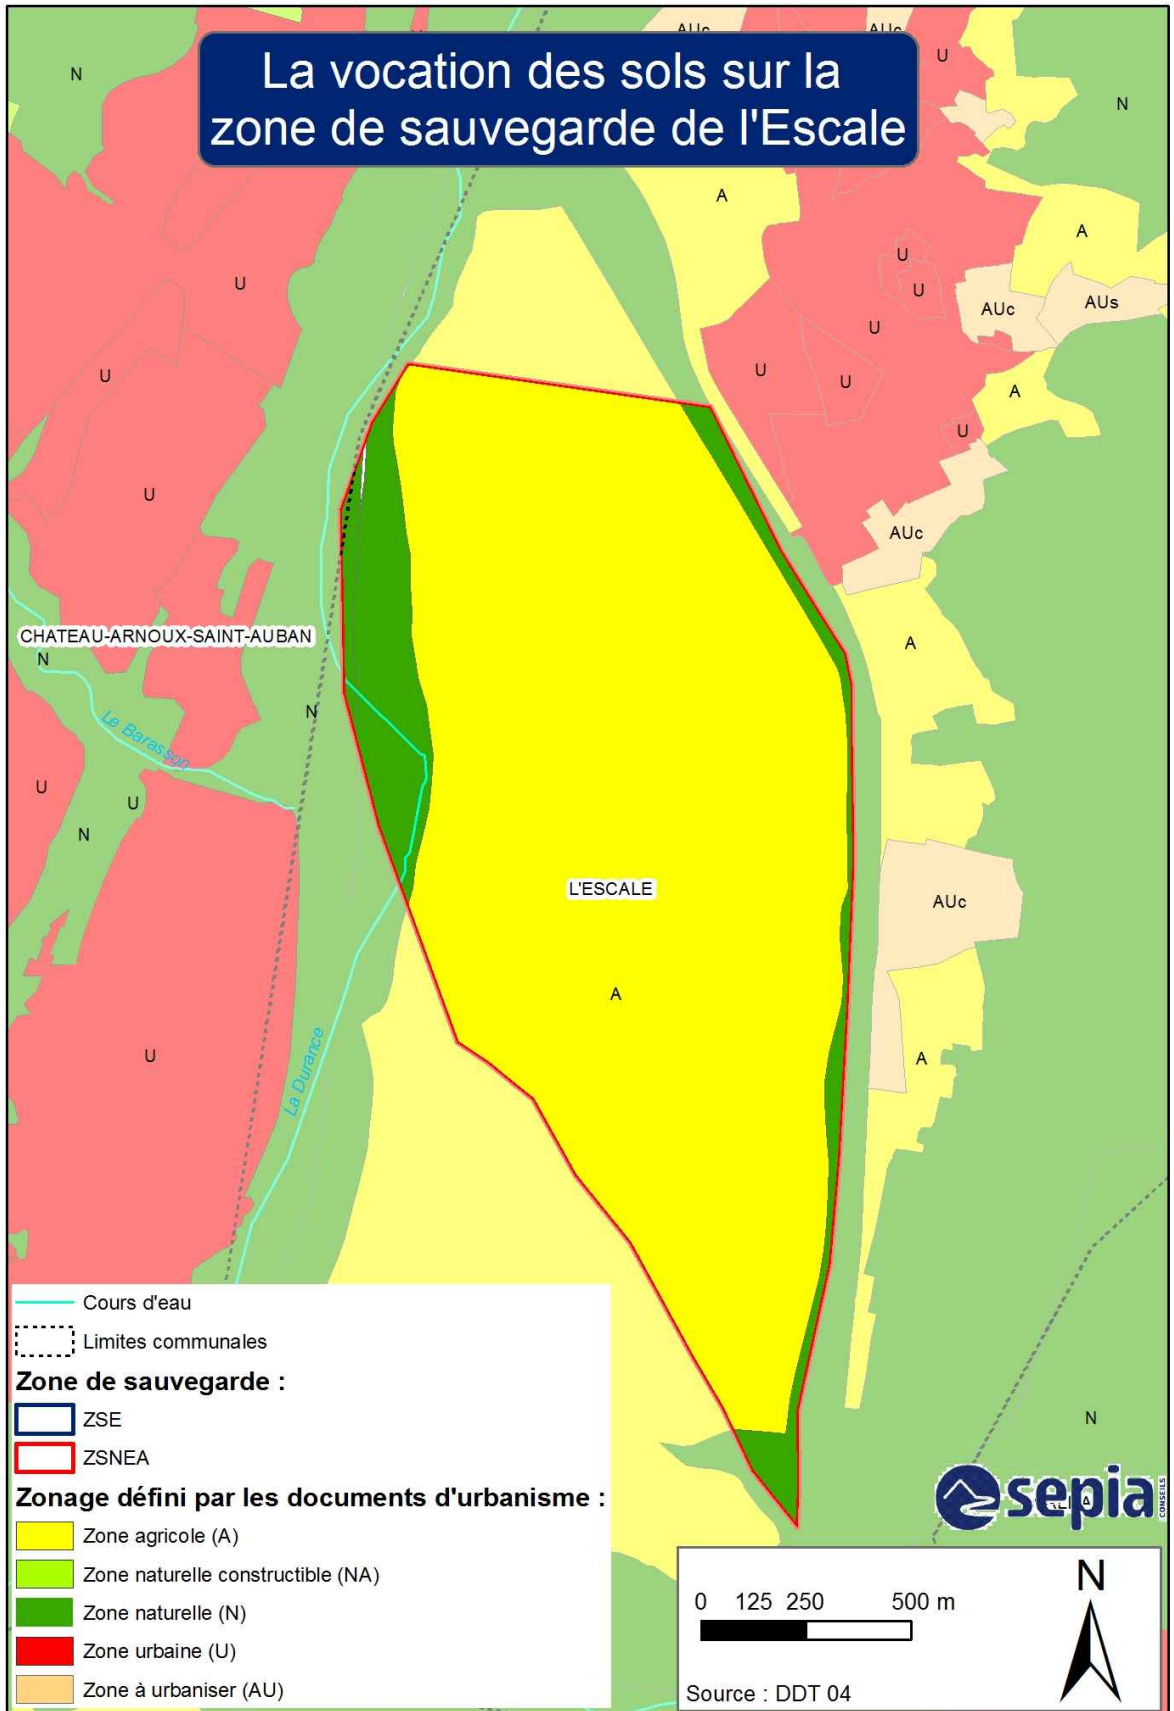 AUc
AUc
La vocation des sols sur la
zone de sauvegarde de l'Escale
N
U
N
A
A
U
U
U
AUc
AUs
U
U
U
U
A
U
U
U
AUc
CHATEAU-ARNOUX-SAINT-AUBAN
N
A
N
Le Barasson
U
U
N
L'ESCALE
AUc
A
U
A
La Durance
N
Cours d'eau
Limites communales
Zone de sauvegarde :
ZSE
ZSNEA
Zonage défini par les documents d'urbanisme :
Zone agricole (A)
Zone naturelle constructible (NA)
Zone naturelle (N)
Zone urbaine (U)
Zone à urbaniser (AU)
sepia
CONSEILS
N
0 125 250 500 m
Source : DDT 04